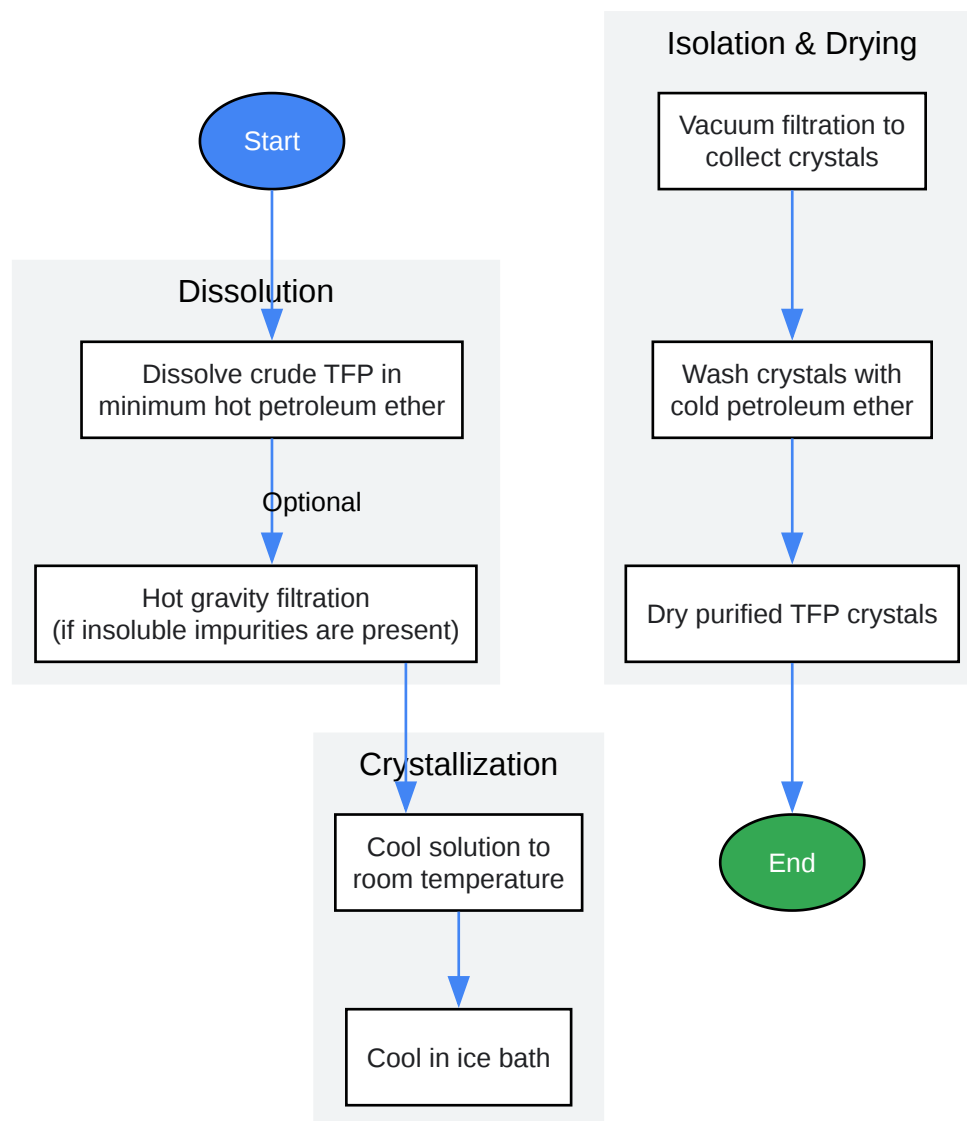 Start
Dissolution
Dissolve crude TFP in
minimum hot petroleum ether
Optional
Hot gravity filtration
(if insoluble impurities are present)
Crystallization
Cool solution to
room temperature
Cool in ice bath
Isolation & Drying
Vacuum filtration to
collect crystals
Wash crystals with
cold petroleum ether
Dry purified TFP crystals
End